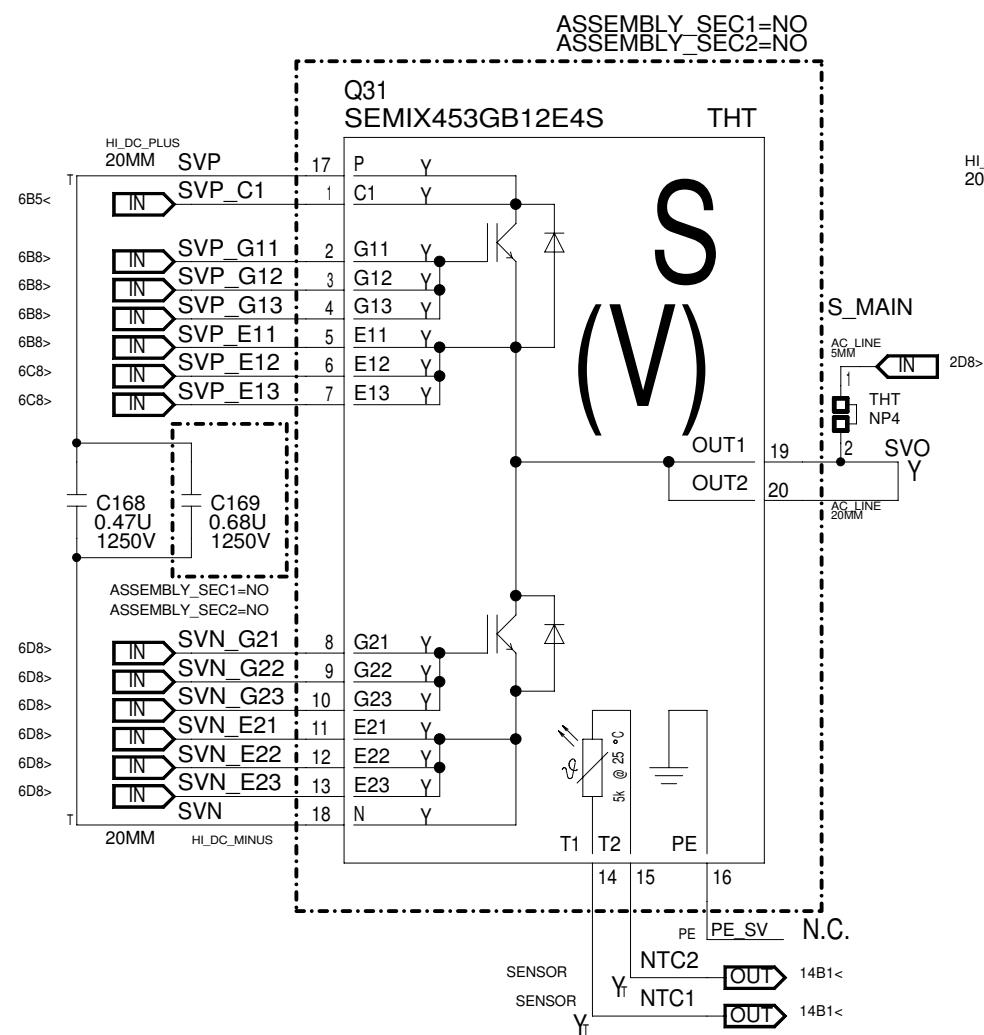 ASSEMBLY_SEC1=NO
ASSEMBLY_SEC2=NO
Q31
SEMIX453GB12E4S THT
HI_DC_PLUS
20MM SVP 17 P Y
T
6B5< IN SVP_C1 1 C1 Y
6B8> IN SVP_G11 2 G11 Y
6B8> IN SVP_G12 3 G12 Y
6B8> IN SVP_G13 4 G13 Y
6B8> IN SVP_E11 5 E11 Y
6C8> IN SVP_E12 6 E12 Y
6C8> IN SVP_E13 7 E13 Y
S
(V)
HI_
20
S_MAIN
AC_LINE
5MM
IN 2D8>
1
THT
NP4
2 SVO
Y
OUT1 19
OUT2 20
AC_LINE
20MM
C168
0.47U
1250V
C169
0.68U
1250V
ASSEMBLY_SEC1=NO
ASSEMBLY_SEC2=NO
6D8> IN SVN_G21 8 G21 Y
6D8> IN SVN_G22 9 G22 Y
6D8> IN SVN_G23 10 G23 Y
6D8> IN SVN_E21 11 E21 Y
6D8> IN SVN_E22 12 E22 Y
6D8> IN SVN_E23 13 E23 Y
T
SVN 18 N Y
20MM HI_DC_MINUS
ϑ
5k @ 25 °C
T1 T2 PE
14 15 16
PE PE_SV N.C.
SENSOR YT NTC2 OUT 14B1<
SENSOR YT NTC1 OUT 14B1<